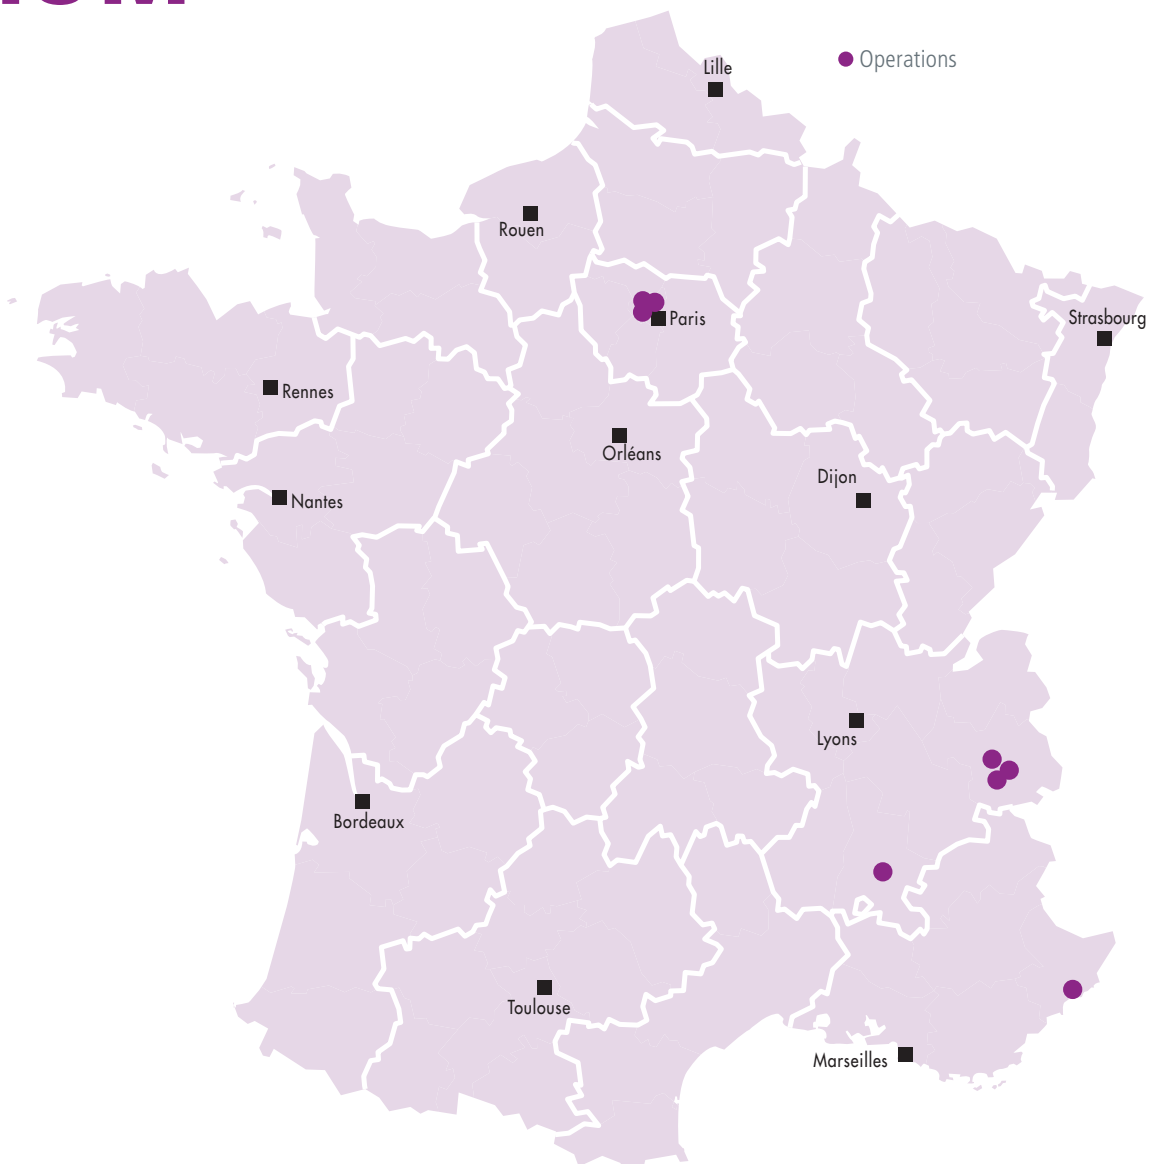 Operations
Lille
Rouen
Paris
Strasbourg
Rennes
Orléans
Dijon
Nantes
Lyons
Bordeaux
Toulouse
Marseilles